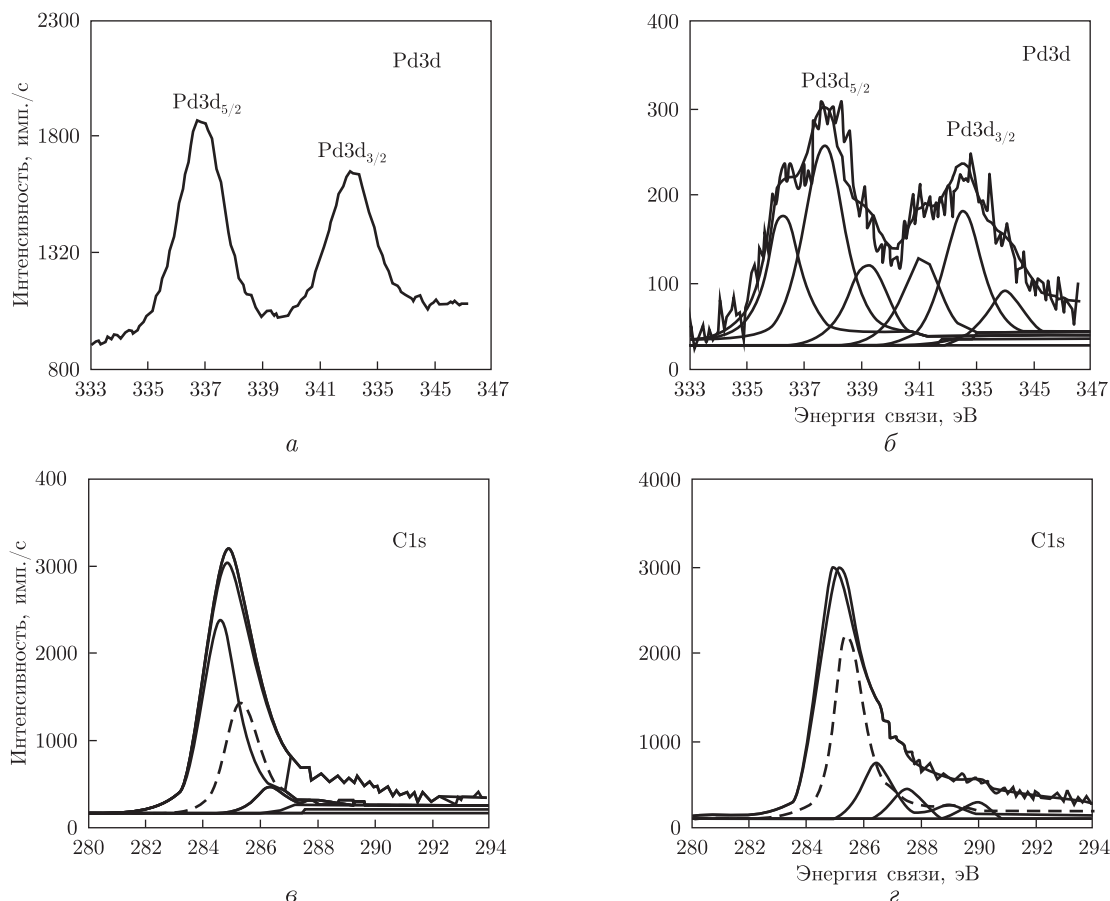 2300
1800
1320
800
Интенсивность, имп./с
Pd3d
Pd3d5/2
Pd3d3/2
333 335 337 339 341 335 345 347
а
400
300
200
100
0
Pd3d
Pd3d5/2
Pd3d3/2
333 335 337 339 341 335 345 347
Энергия связи, эВ
б
400
3000
2000
1000
0
Интенсивность, имп./с
C1s
280 282 284 286 288 290 292 294
в
4000
3000
2000
1000
0
C1s
280 282 284 286 288 290 292 294
Энергия связи, эВ
г